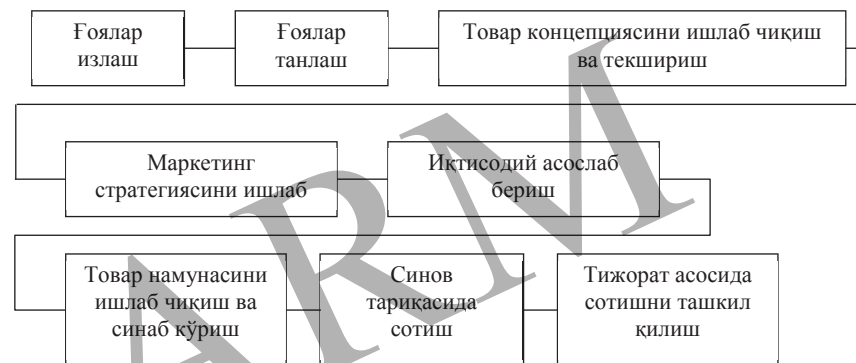 Ғоялар
излаш
Ғоялар
танлаш
Товар концепциясини ишлаб чиқиш
ва текшириш
Маркетинг
стратегиясини ишлаб
Иқтисодий асослаб
бериш
Товар намунасини
ишлаб чиқиш ва
синаб кўриш
Синов
тариқасида
сотиш
Тижорат асосида
сотишни ташкил
қилиш
ARM